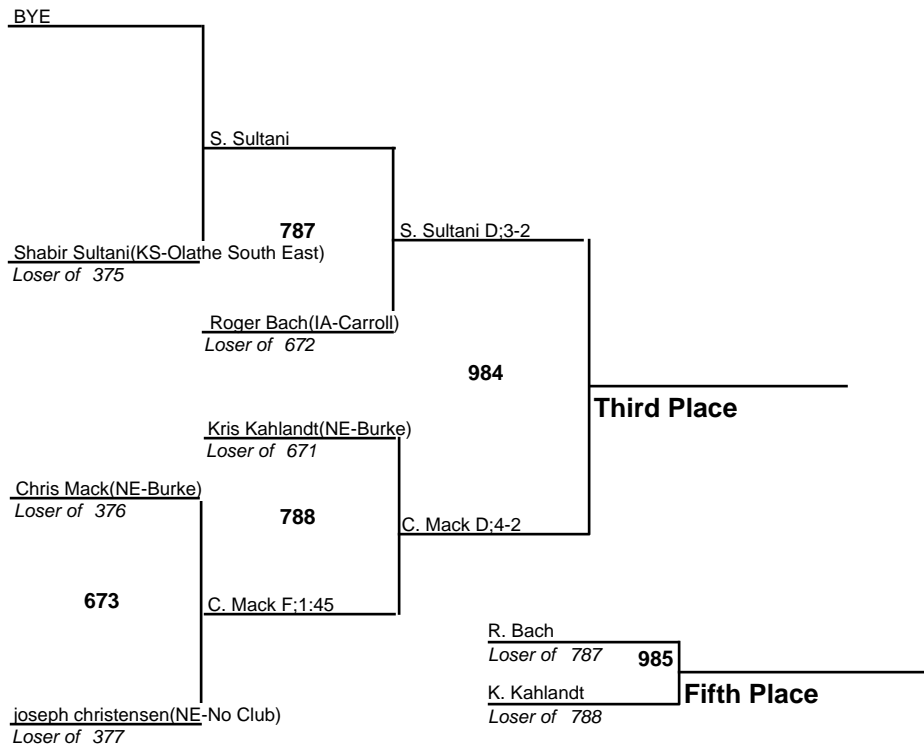 BYE
S. Sultani
787
S. Sultani D;3-2
Shabir Sultani(KS-Olathe South East)
Loser of 375
Roger Bach(IA-Carroll)
Loser of 672
984
Third Place
Kris Kahlandt(NE-Burke)
Loser of 671
Chris Mack(NE-Burke)
Loser of 376
788
C. Mack D;4-2
673
C. Mack F;1:45
R. Bach
Loser of 787
985
K. Kahlandt
Fifth Place
Loser of 788
joseph christensen(NE-No Club)
Loser of 377